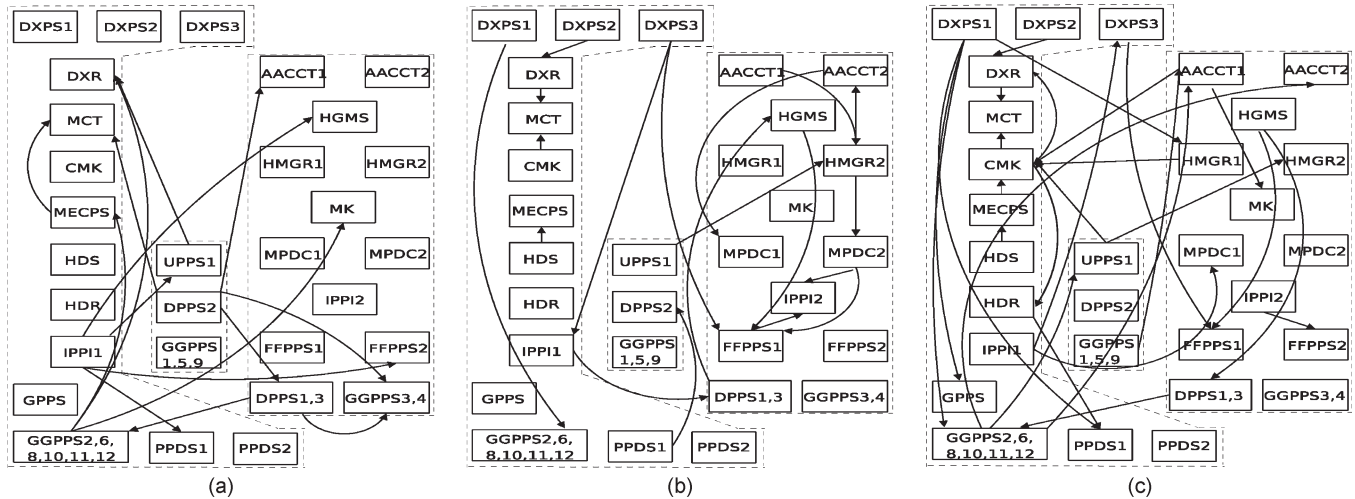 DXPS1 DXPS2 DXPS3
DXR AACCT1 AACCT2
MCT HGMS
CMK HMGR1 HMGR2
MECPS MK
HDS UPPS1 MPDC1 MPDC2
HDR DPPS2 IPPI2
IPPI1 GGPPS 1,5,9 FFPPS1 FFPPS2
GPPS DPPS1,3 GGPPS3,4
GGPPS2,6, 8,10,11,12 PPDS1 PPDS2
(a)
DXPS1 DXPS2 DXPS3
DXR AACCT1 AACCT2
MCT HGMS
CMK HMGR1 HMGR2
MECPS MK
HDS UPPS1 MPDC1 MPDC2
HDR DPPS2 IPPI2
IPPI1 GGPPS 1,5,9 FFPPS1 FFPPS2
GPPS DPPS1,3 GGPPS3,4
GGPPS2,6, 8,10,11,12 PPDS1 PPDS2
(b)
DXPS1 DXPS2 DXPS3
DXR AACCT1 AACCT2
MCT HGMS
CMK HMGR1 HMGR2
MECPS MK
HDS UPPS1 MPDC1 MPDC2
HDR DPPS2 IPPI2
IPPI1 GGPPS 1,5,9 FFPPS1 FFPPS2
GPPS DPPS1,3 GGPPS3,4
GGPPS2,6, 8,10,11,12 PPDS1 PPDS2
(c)